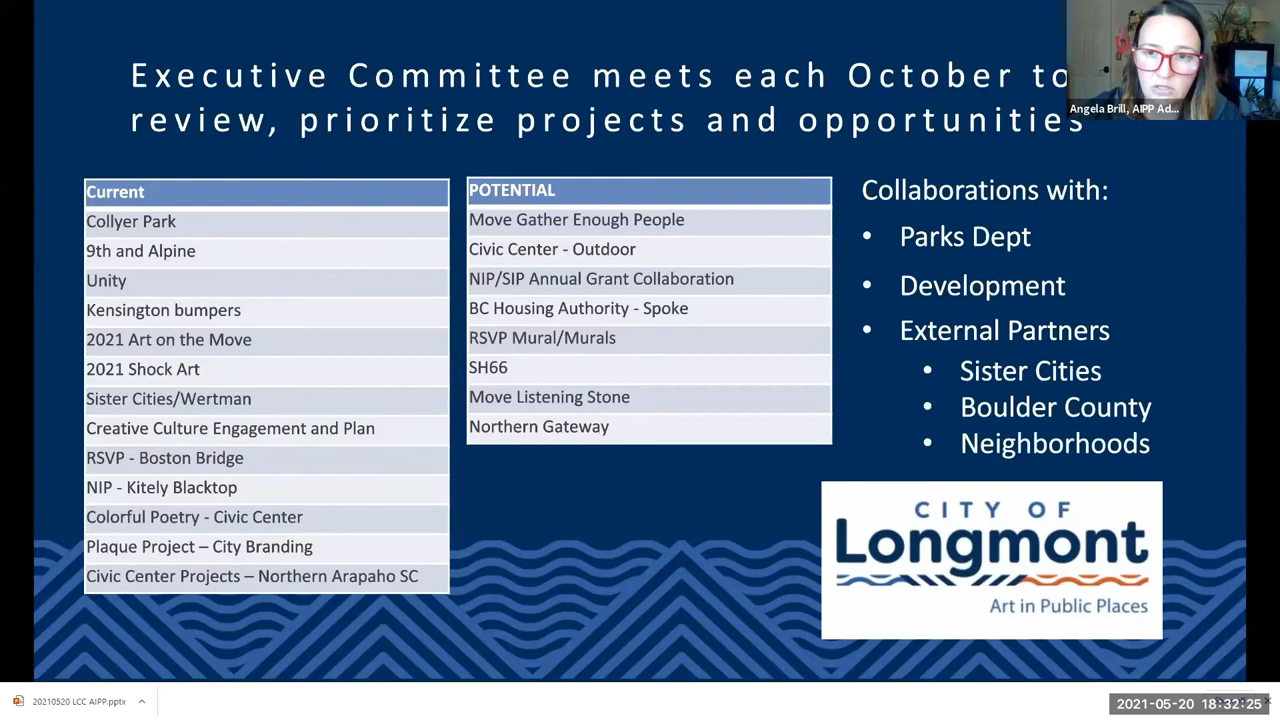 Executive Committee meets each October to
review, prioritize projects and opportunities
Angela Brill, AIPP Ad...
Current
Collyer Park
9th and Alpine
Unity
Kensington bumpers
2021 Art on the Move
2021 Shock Art
Sister Cities/Wertman
Creative Culture Engagement and Plan
RSVP - Boston Bridge
NIP - Kitely Blacktop
Colorful Poetry - Civic Center
Plaque Project – City Branding
Civic Center Projects – Northern Arapaho SC
POTENTIAL
Move Gather Enough People
Civic Center - Outdoor
NIP/SIP Annual Grant Collaboration
BC Housing Authority - Spoke
RSVP Mural/Murals
SH66
Move Listening Stone
Northern Gateway
Collaborations with:
• Parks Dept
• Development
• External Partners
• Sister Cities
• Boulder County
• Neighborhoods
CITY OF
Longmont
Art in Public Places
20210520 LCC AIPP.pptx
2021-05-20 18:32:25